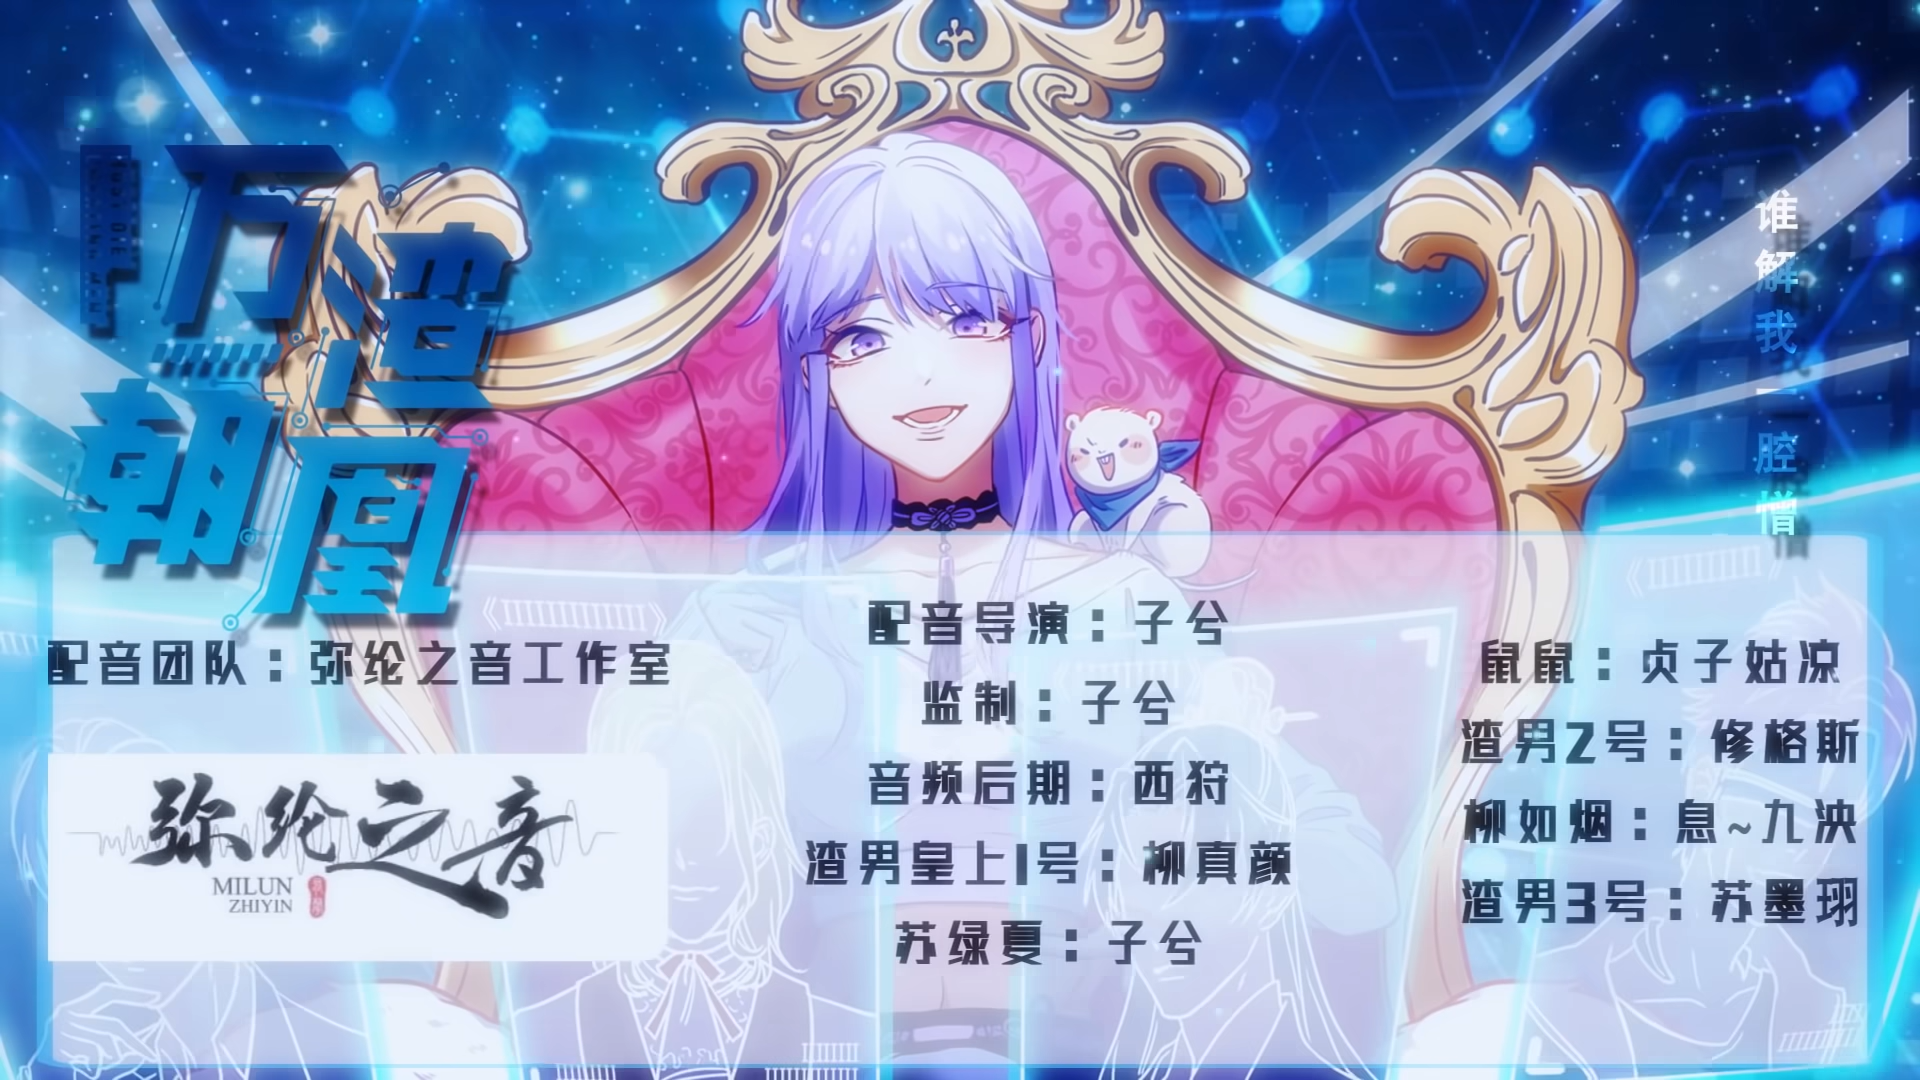 万渣
朝凰
谁解我一腔憎
配音团队：弥纶之音工作室
弥纶之音
MILUN
ZHIYIN
配音导演：子兮
监制：子兮
音频后期：西狩
渣男皇上1号：柳真颜
苏绿夏：子兮
鼠鼠：贞子姑凉
渣男2号：修格斯
柳如烟：息~九泱
渣男3号：苏墨珝